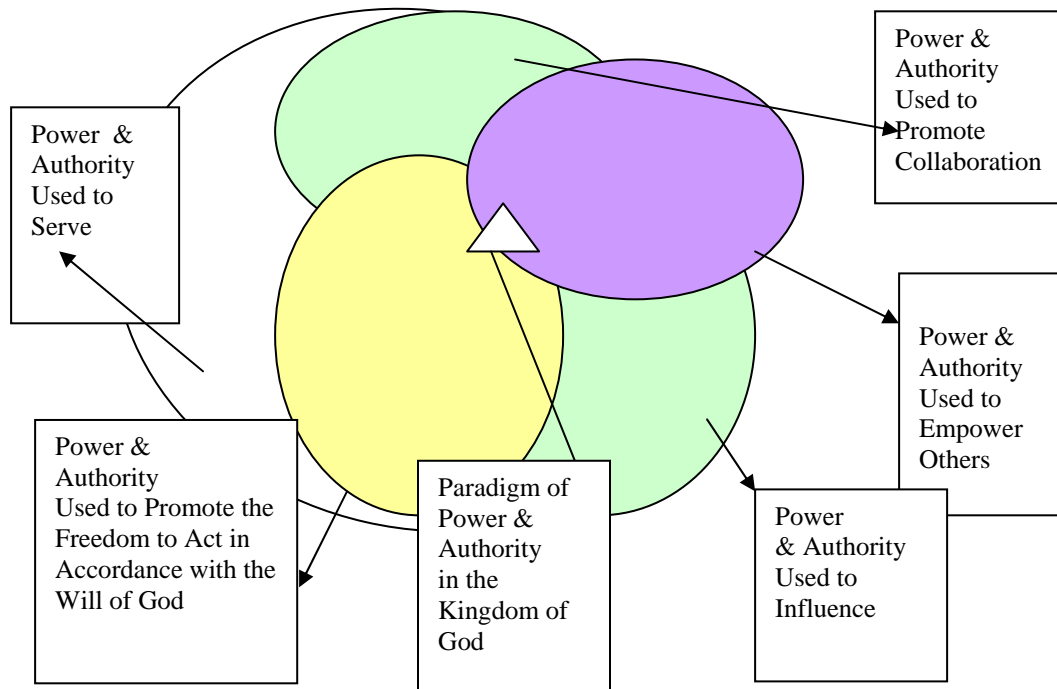 Power &
Authority
Used to
Promote
Collaboration
Power &
Authority
Used to
Serve
Power &
Authority
Used to
Empower
Others
Power &
Authority
Used to Promote the
Freedom to Act in
Accordance with the
Will of God
Paradigm of
Power &
Authority
in the
Kingdom of
God
Power
& Authority
Used to
Influence